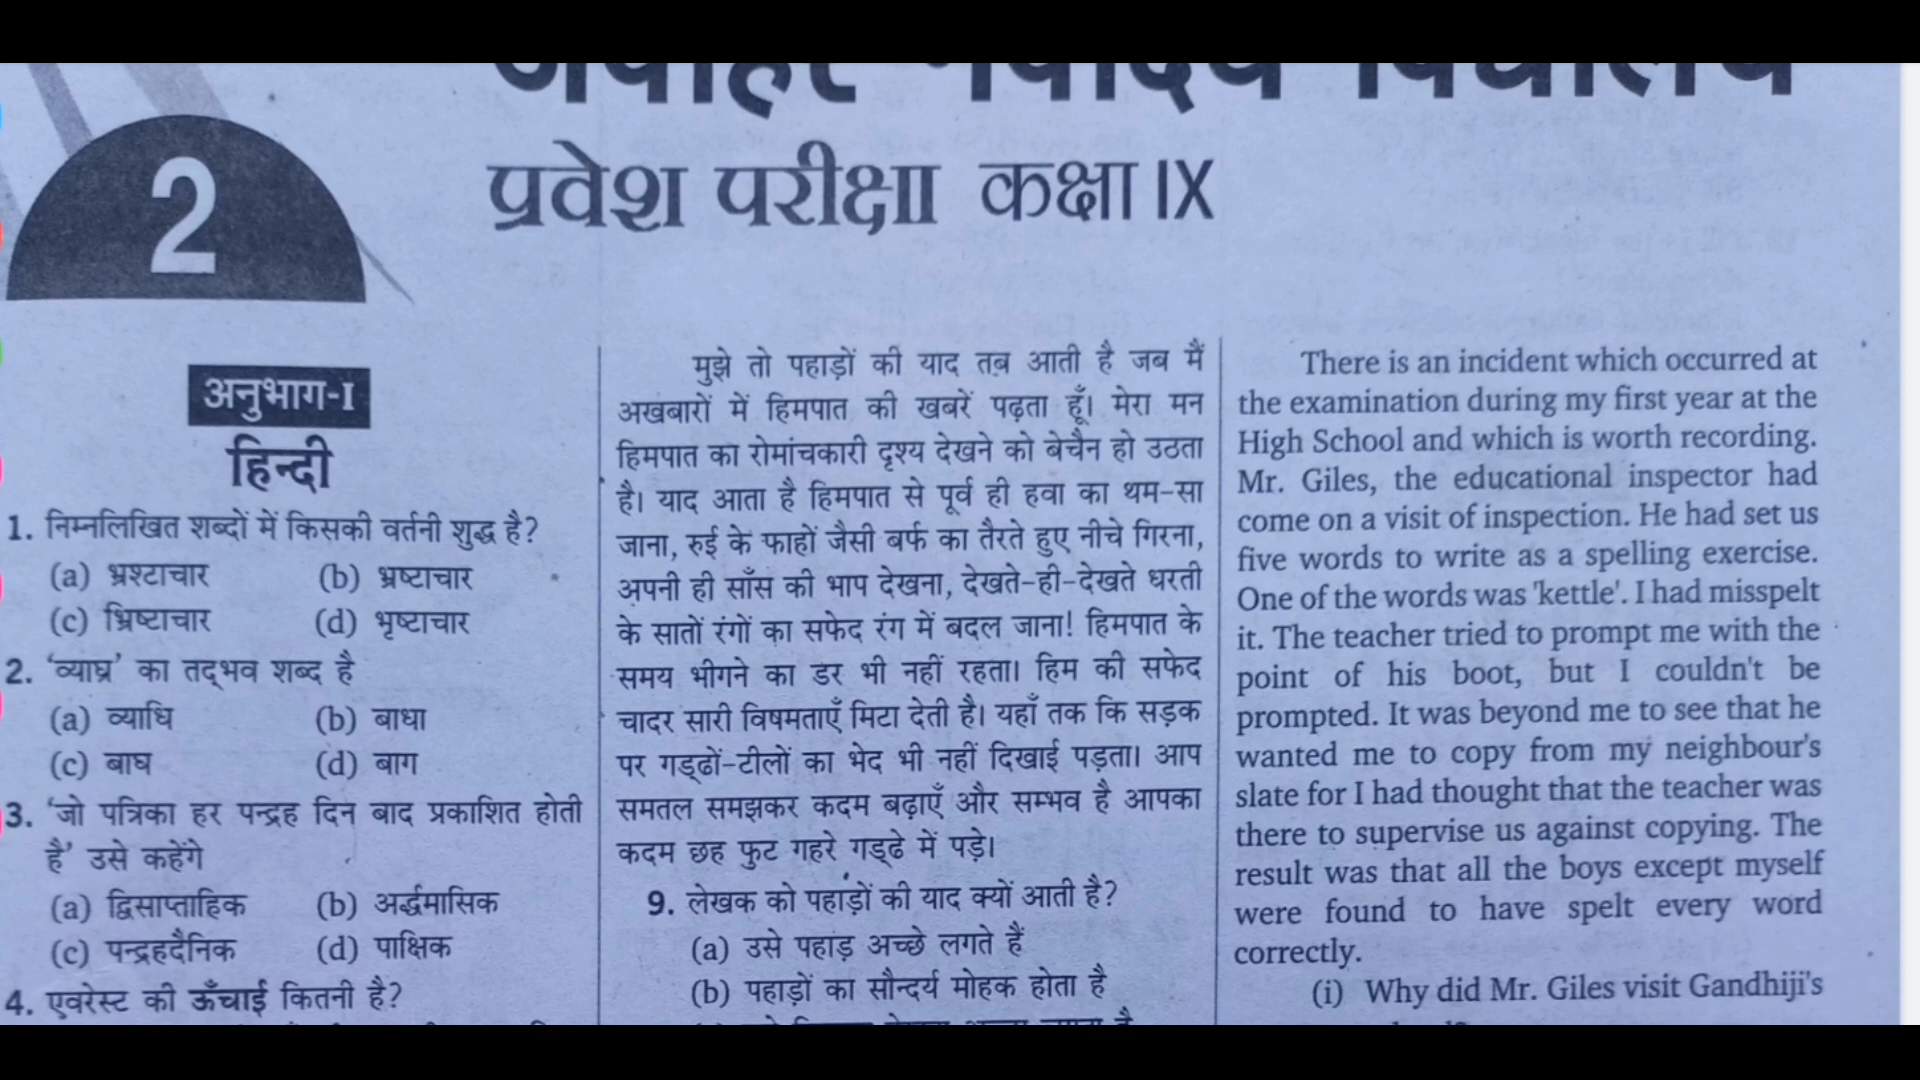 जवाहर नवोदय विद्यालय
प्रवेश परीक्षा कक्षा IX
2
अनुभाग-I
हिन्दी
1. निम्नलिखित शब्दों में किसकी वर्तनी शुद्ध है?
(a) भ्रश्टाचार (b) भ्रष्टाचार
(c) भ्रिष्टाचार (d) भृष्टाचार
2. ‘व्याघ्र’ का तद्भव शब्द है
(a) व्याधि (b) बाधा
(c) बाघ (d) बाग
3. ‘जो पत्रिका हर पन्द्रह दिन बाद प्रकाशित होती
है’ उसे कहेंगे
(a) द्विसाप्ताहिक (b) अर्द्धमासिक
(c) पन्द्रहदैनिक (d) पाक्षिक
4. एवरेस्ट की ऊँचाई कितनी है?
मुझे तो पहाड़ों की याद तब आती है जब मैं
अखबारों में हिमपात की खबरें पढ़ता हूँ। मेरा मन
हिमपात का रोमांचकारी दृश्य देखने को बेचैन हो उठता
है। याद आता है हिमपात से पूर्व ही हवा का थम-सा
जाना, रुई के फाहों जैसी बर्फ का तैरते हुए नीचे गिरना,
अपनी ही साँस की भाप देखना, देखते-ही-देखते धरती
के सातों रंगों का सफेद रंग में बदल जाना! हिमपात के
समय भीगने का डर भी नहीं रहता। हिम की सफेद
चादर सारी विषमताएँ मिटा देती है। यहाँ तक कि सड़क
पर गड्ढों-टीलों का भेद भी नहीं दिखाई पड़ता। आप
समतल समझकर कदम बढ़ाएँ और सम्भव है आपका
कदम छह फुट गहरे गड्ढे में पड़े।
9. लेखक को पहाड़ों की याद क्यों आती है?
(a) उसे पहाड़ अच्छे लगते हैं
(b) पहाड़ों का सौन्दर्य मोहक होता है
There is an incident which occurred at
the examination during my first year at the
High School and which is worth recording.
Mr. Giles, the educational inspector had
come on a visit of inspection. He had set us
five words to write as a spelling exercise.
One of the words was 'kettle'. I had misspelt
it. The teacher tried to prompt me with the
point of his boot, but I couldn't be
prompted. It was beyond me to see that he
wanted me to copy from my neighbour's
slate for I had thought that the teacher was
there to supervise us against copying. The
result was that all the boys except myself
were found to have spelt every word
correctly.
(i) Why did Mr. Giles visit Gandhiji's